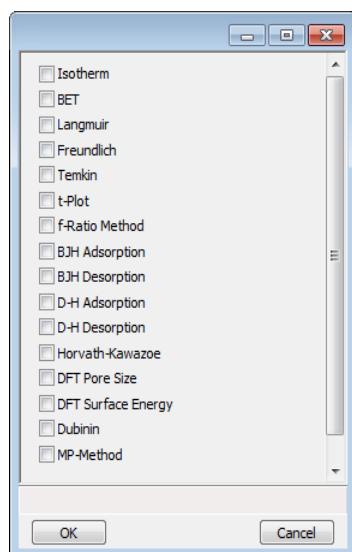 Isotherm
BET
Langmuir
Freundlich
Temkin
t-Plot
f-Ratio Method
BJH Adsorption
BJH Desorption
D-H Adsorption
D-H Desorption
Horvath-Kawazoe
DFT Pore Size
DFT Surface Energy
Dubinin
MP-Method
OK Cancel